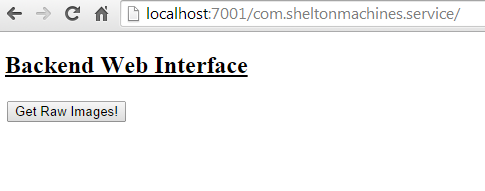 localhost:7001/com.sheltonmachines.service/
Backend Web Interface
Get Raw Images!